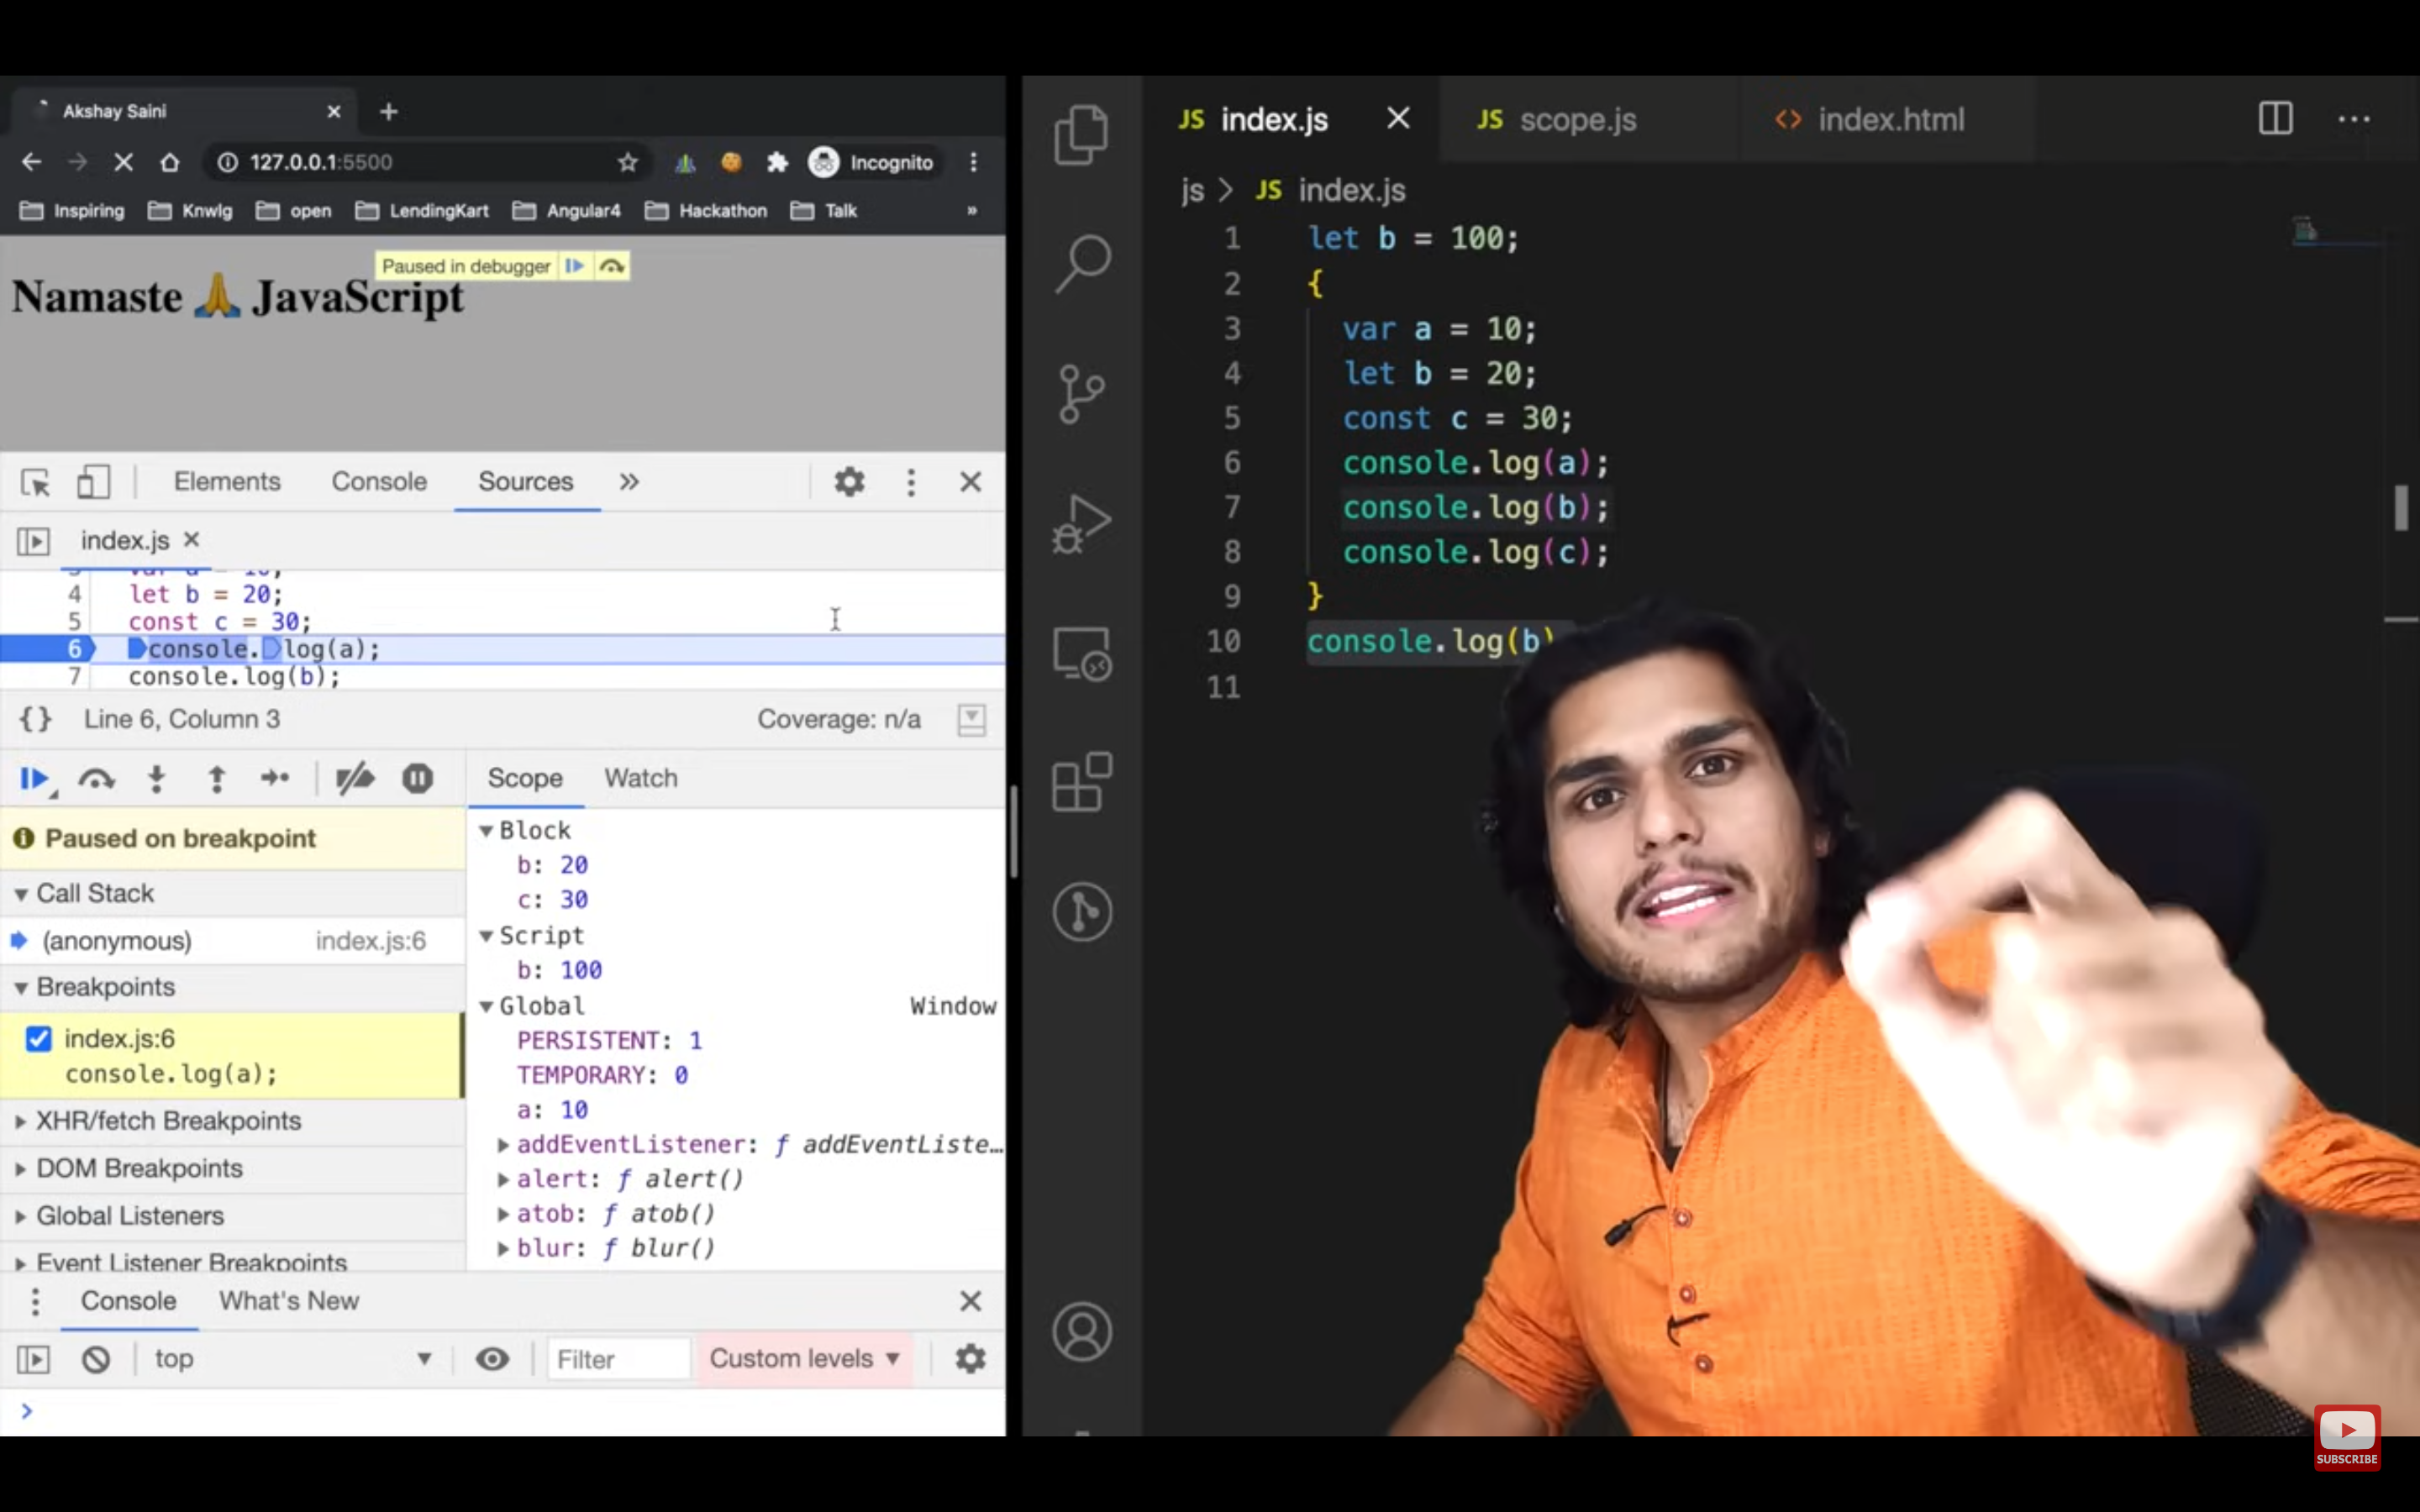 Akshay Saini
127.0.0.1:5500
Incognito
Inspiring Knwlg open LendingKart Angular4 Hackathon Talk »
Paused in debugger
Namaste 🙏 JavaScript
Elements Console Sources »
index.js
3 var a = 10;
4 let b = 20;
5 const c = 30;
6 console.log(a);
7 console.log(b);
{} Line 6, Column 3 Coverage: n/a
Scope Watch
Paused on breakpoint
Call Stack
(anonymous) index.js:6
Breakpoints
index.js:6
console.log(a);
XHR/fetch Breakpoints
DOM Breakpoints
Global Listeners
Event Listener Breakpoints
Block
b: 20
c: 30
Script
b: 100
Global Window
PERSISTENT: 1
TEMPORARY: 0
a: 10
addEventListener: ƒ addEventListe…
alert: ƒ alert()
atob: ƒ atob()
blur: ƒ blur()
Console What's New
top Filter Custom levels
JS index.js JS scope.js <> index.html
js > JS index.js
1 let b = 100;
2 {
3 var a = 10;
4 let b = 20;
5 const c = 30;
6 console.log(a);
7 console.log(b);
8 console.log(c);
9 }
10 console.log(b)
11
SUBSCRIBE